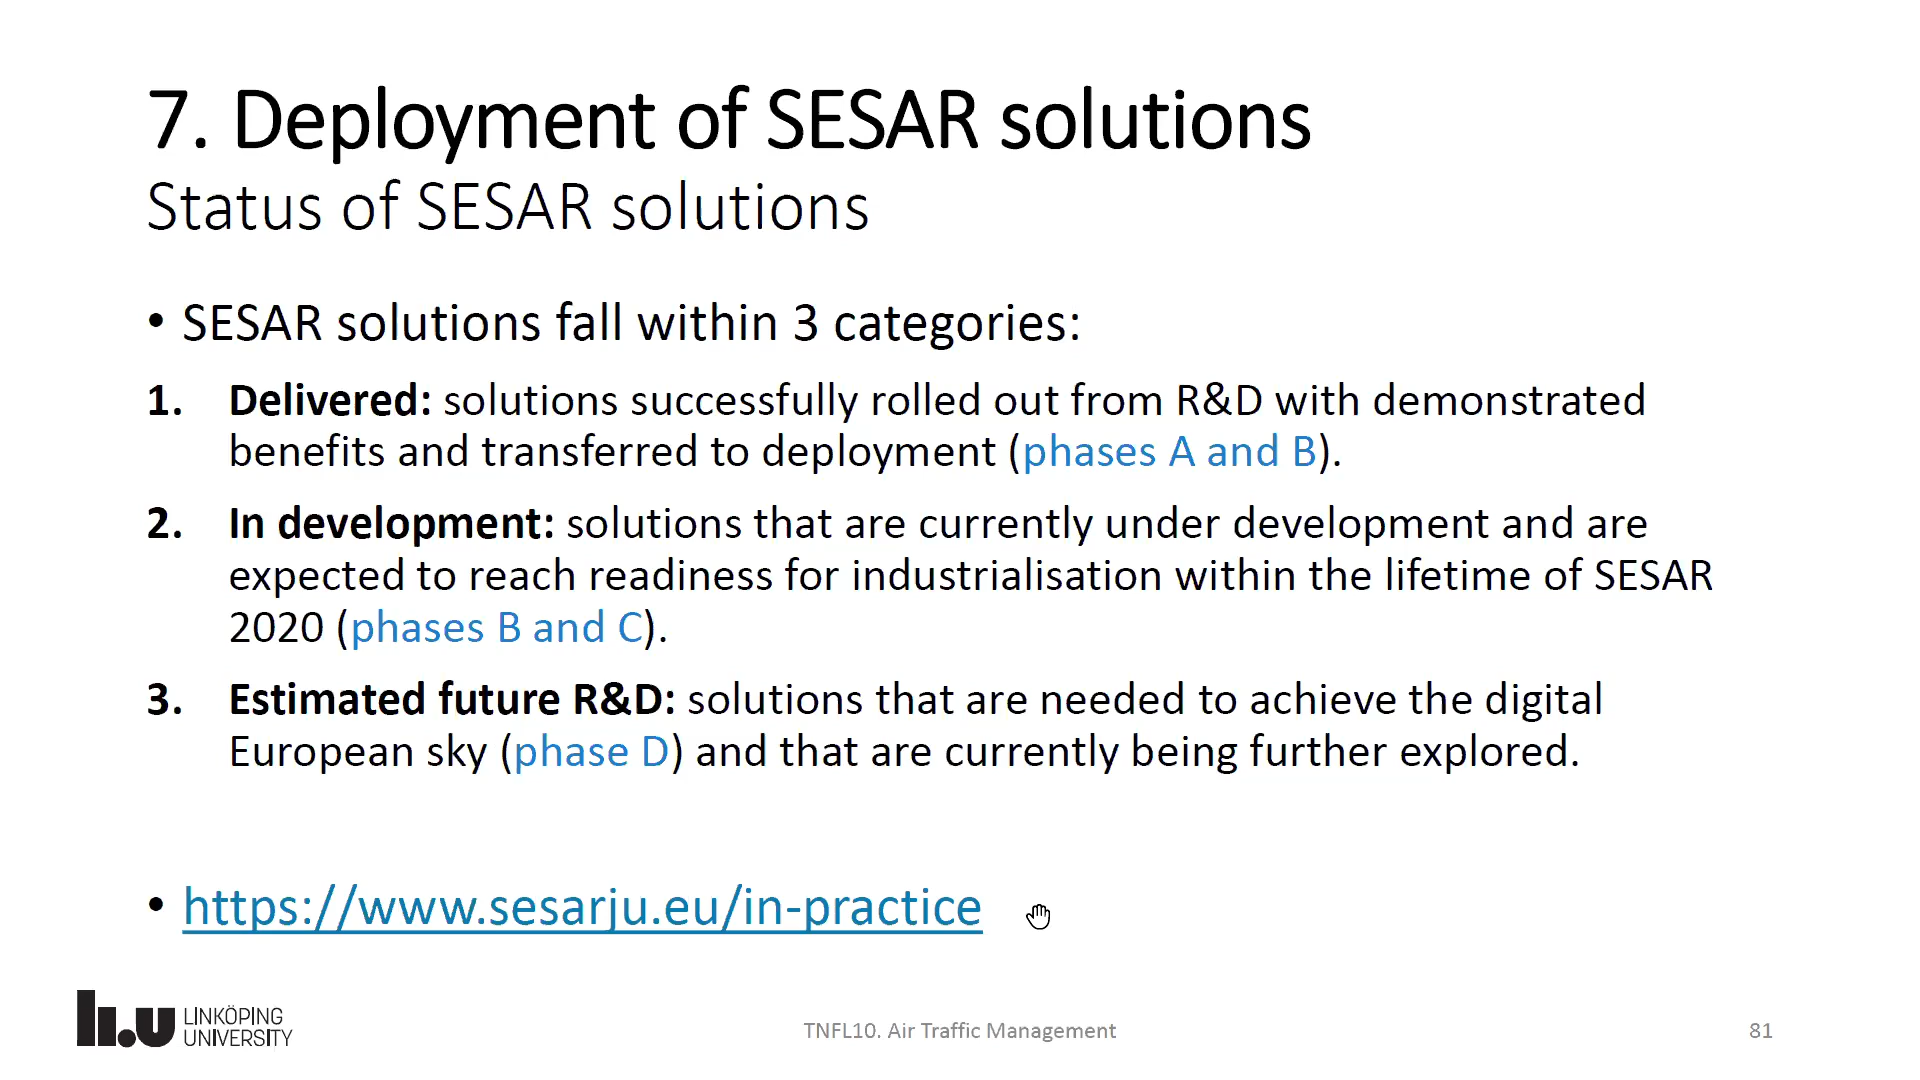 7. Deployment of SESAR solutions
Status of SESAR solutions
• SESAR solutions fall within 3 categories:
1. Delivered: solutions successfully rolled out from R&D with demonstrated
benefits and transferred to deployment (phases A and B).
2. In development: solutions that are currently under development and are
expected to reach readiness for industrialisation within the lifetime of SESAR
2020 (phases B and C).
3. Estimated future R&D: solutions that are needed to achieve the digital
European sky (phase D) and that are currently being further explored.
• https://www.sesarju.eu/in-practice
li.u LINKÖPING
UNIVERSITY
TNFL10. Air Traffic Management
81